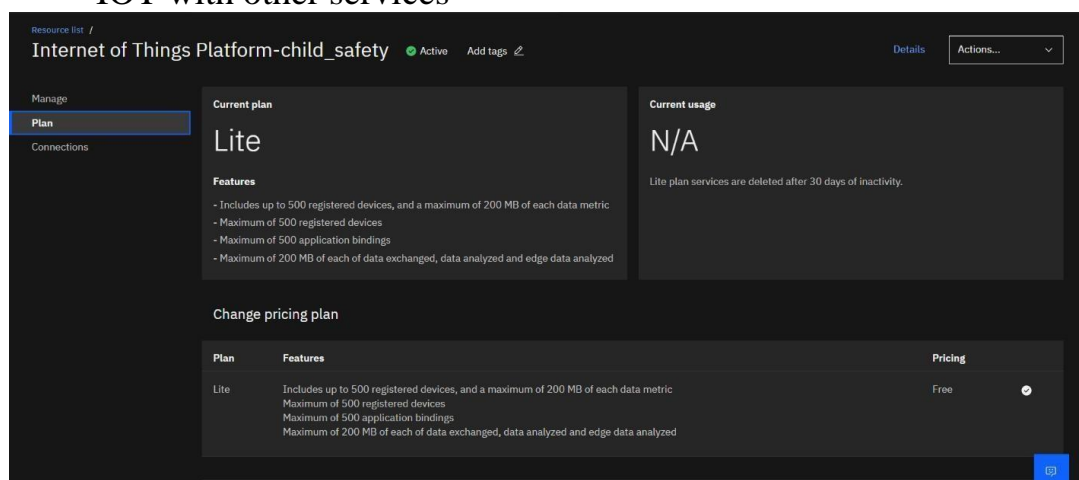 IOT with other services
Resource list /
Internet of Things Platform-child_safety Active Add tags
Details Actions...
Manage
Plan
Connections
Current plan
Lite
Features
- Includes up to 500 registered devices, and a maximum of 200 MB of each data metric
- Maximum of 500 registered devices
- Maximum of 500 application bindings
- Maximum of 200 MB of each of data exchanged, data analyzed and edge data analyzed
Current usage
N/A
Lite plan services are deleted after 30 days of inactivity.
Change pricing plan
Plan Features Pricing
Lite Includes up to 500 registered devices, and a maximum of 200 MB of each data metric Free
Maximum of 500 registered devices
Maximum of 500 application bindings
Maximum of 200 MB of each of data exchanged, data analyzed and edge data analyzed